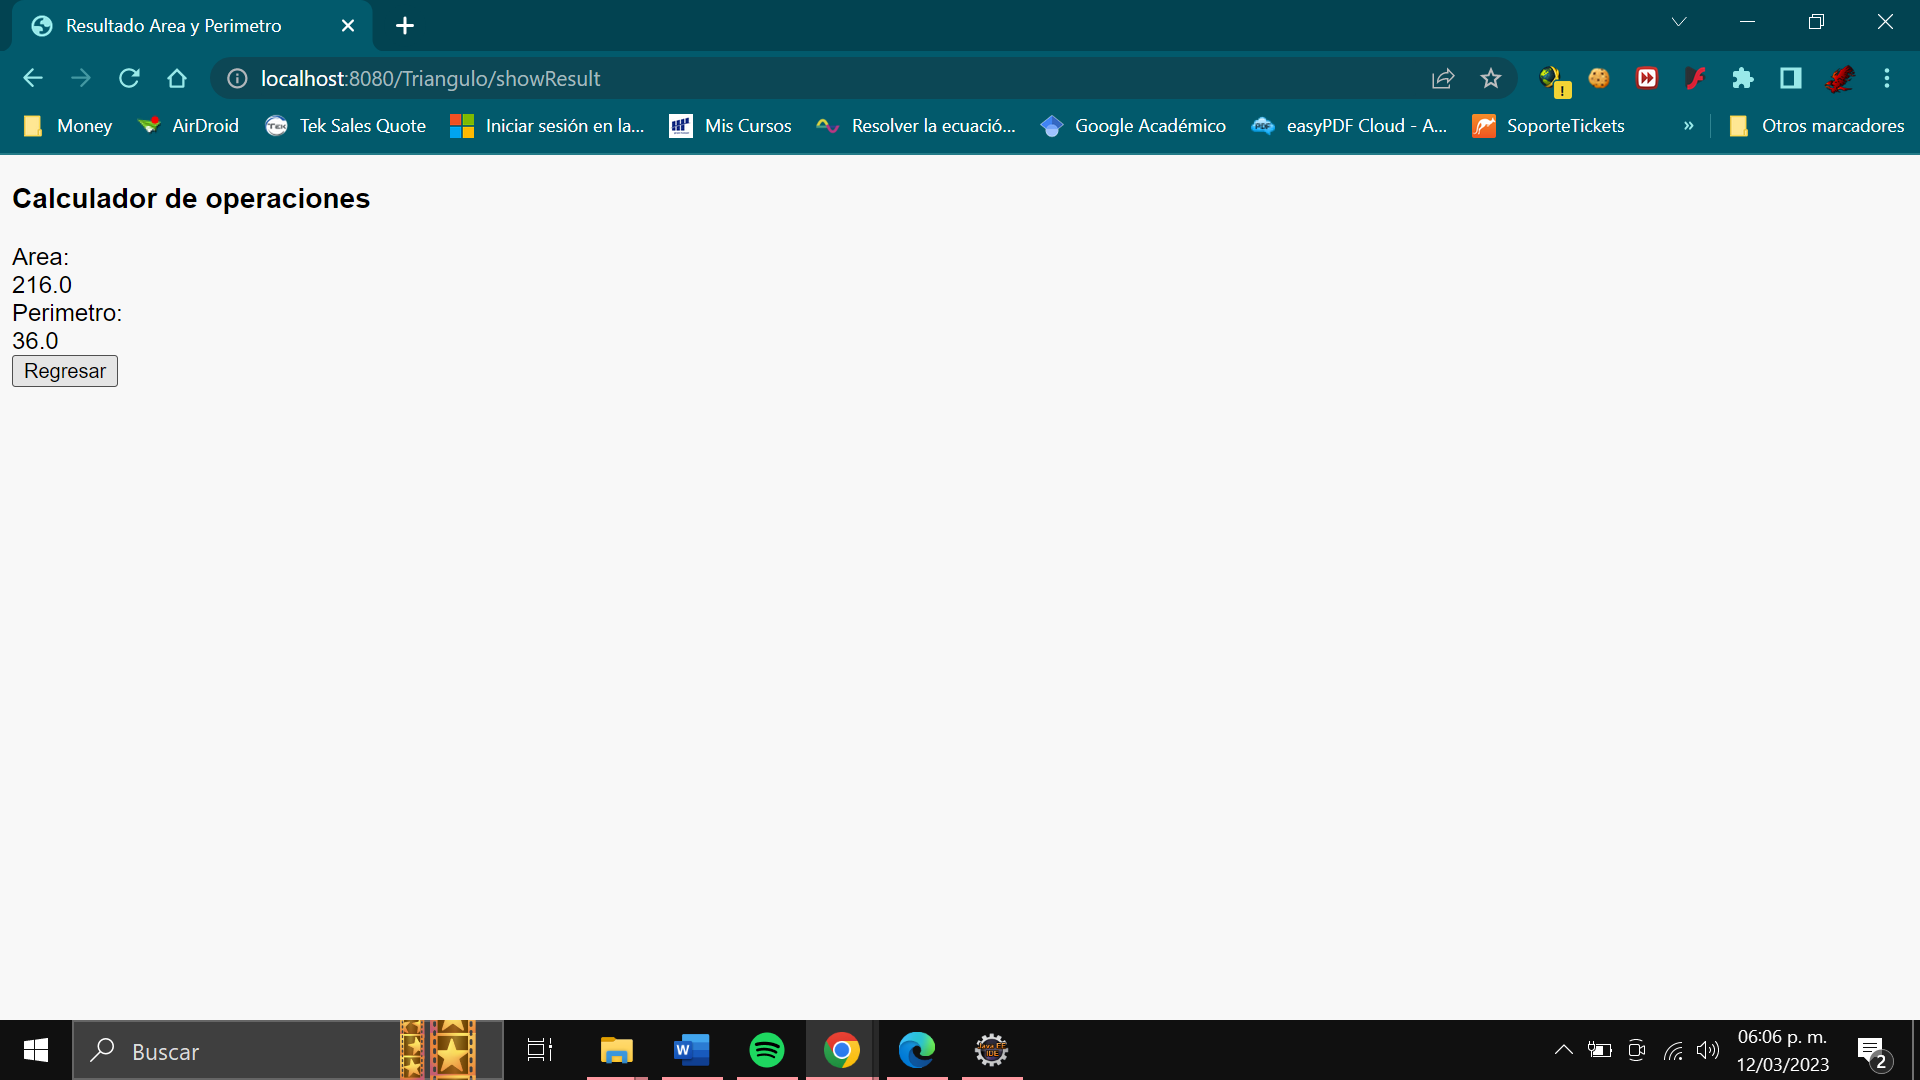 Resultado Area y Perimetro
localhost:8080/Triangulo/showResult
Money
AirDroid
Tek Sales Quote
Iniciar sesión en la...
Mis Cursos
Resolver la ecuació...
Google Académico
easyPDF Cloud - A...
SoporteTickets
»
Otros marcadores
Calculador de operaciones
Area:
216.0
Perimetro:
36.0
Regresar
Buscar
06:06 p. m.
12/03/2023
2